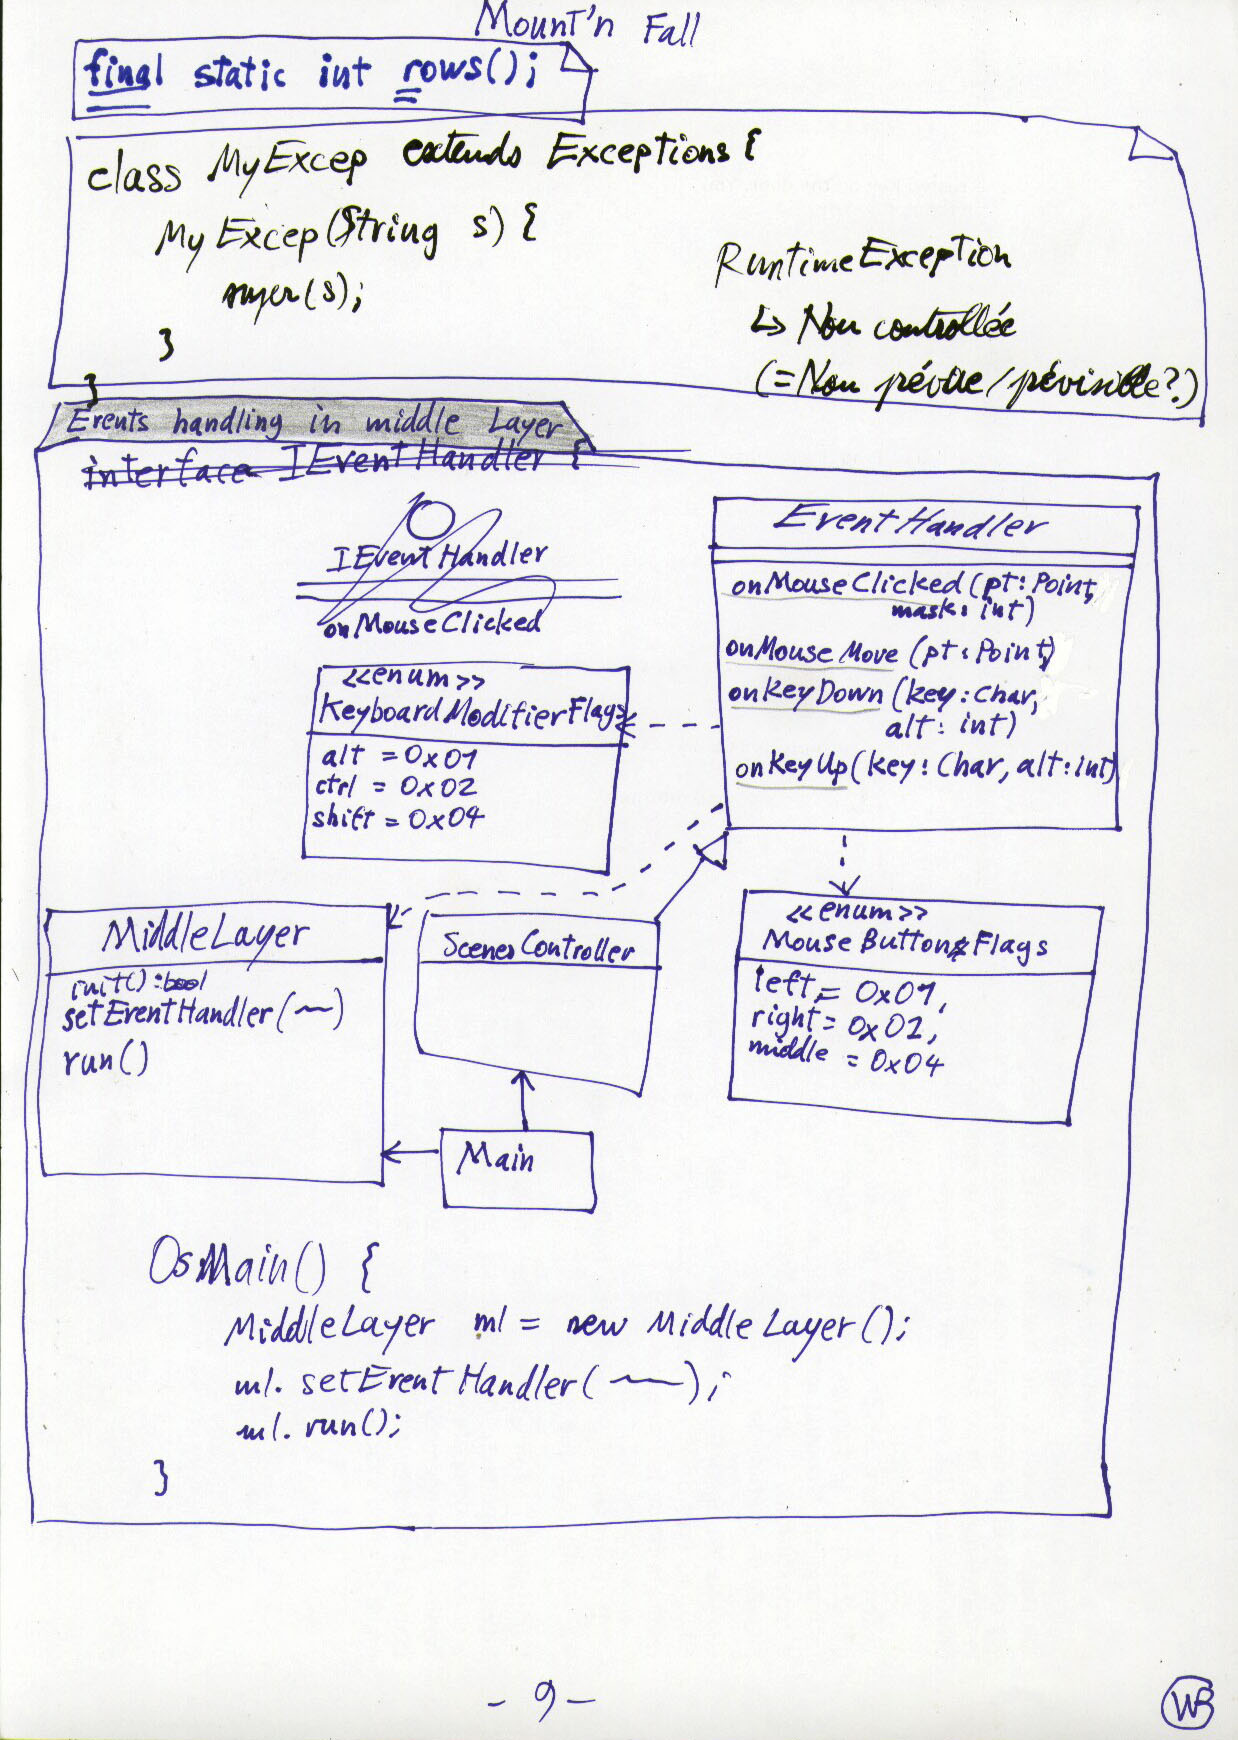 Mount'n Fall
final static int rows();
class MyExcep extends Exceptions {
MyExcep(String s) {
super(s);
}
}
RuntimeException
↳ Non controllée
(= Non prévue/prévisible?)
Events handling in middle Layer
interface IEventHandler {
IEventHandler
onMouseClicked
EventHandler
onMouseClicked(pt: Point,
mask: int)
onMouseMove (pt: Point)
onKeyDown (key: Char,
alt: int)
onKeyUp(key: Char, alt: int)
<<enum>>
KeyboardModifierFlags
alt = 0x01
ctrl = 0x02
shift = 0x04
MiddleLayer
init(): bool
setEventHandler(~)
run()
ScenesController
<<enum>>
MouseButtonsFlags
left = 0x01,
right = 0x02,
middle = 0x04
Main
OsMain() {
MiddleLayer ml = new MiddleLayer();
ml.setEventHandler(~);
ml.run();
}
- 9 -
WB